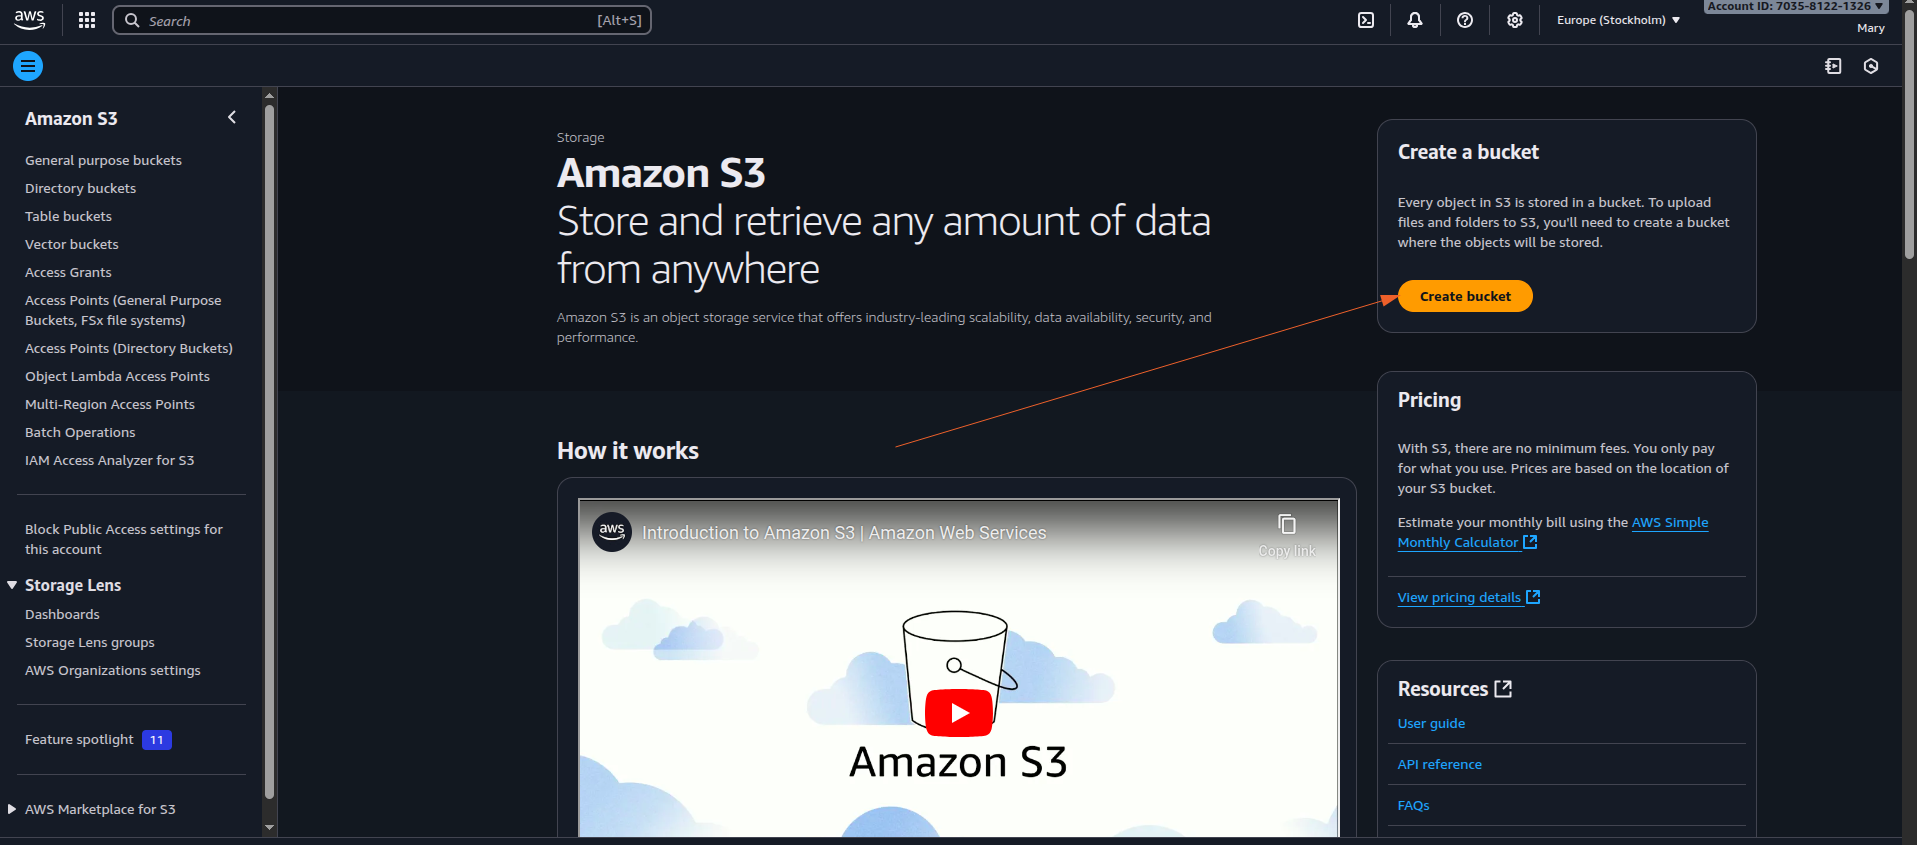 aws
Search
[Alt+S]
Europe (Stockholm)
Account ID: 7035-8122-1326
Mary
Amazon S3
General purpose buckets
Directory buckets
Table buckets
Vector buckets
Access Grants
Access Points (General Purpose
Buckets, FSx file systems)
Access Points (Directory Buckets)
Object Lambda Access Points
Multi-Region Access Points
Batch Operations
IAM Access Analyzer for S3
Block Public Access settings for
this account
Storage Lens
Dashboards
Storage Lens groups
AWS Organizations settings
Feature spotlight 11
AWS Marketplace for S3
Storage
Amazon S3
Store and retrieve any amount of data
from anywhere
Amazon S3 is an object storage service that offers industry-leading scalability, data availability, security, and
performance.
How it works
aws
Introduction to Amazon S3 | Amazon Web Services
Copy link
Amazon S3
Create a bucket
Every object in S3 is stored in a bucket. To upload
files and folders to S3, you'll need to create a bucket
where the objects will be stored.
Create bucket
Pricing
With S3, there are no minimum fees. You only pay
for what you use. Prices are based on the location of
your S3 bucket.
Estimate your monthly bill using the AWS Simple
Monthly Calculator
View pricing details
Resources
User guide
API reference
FAQs